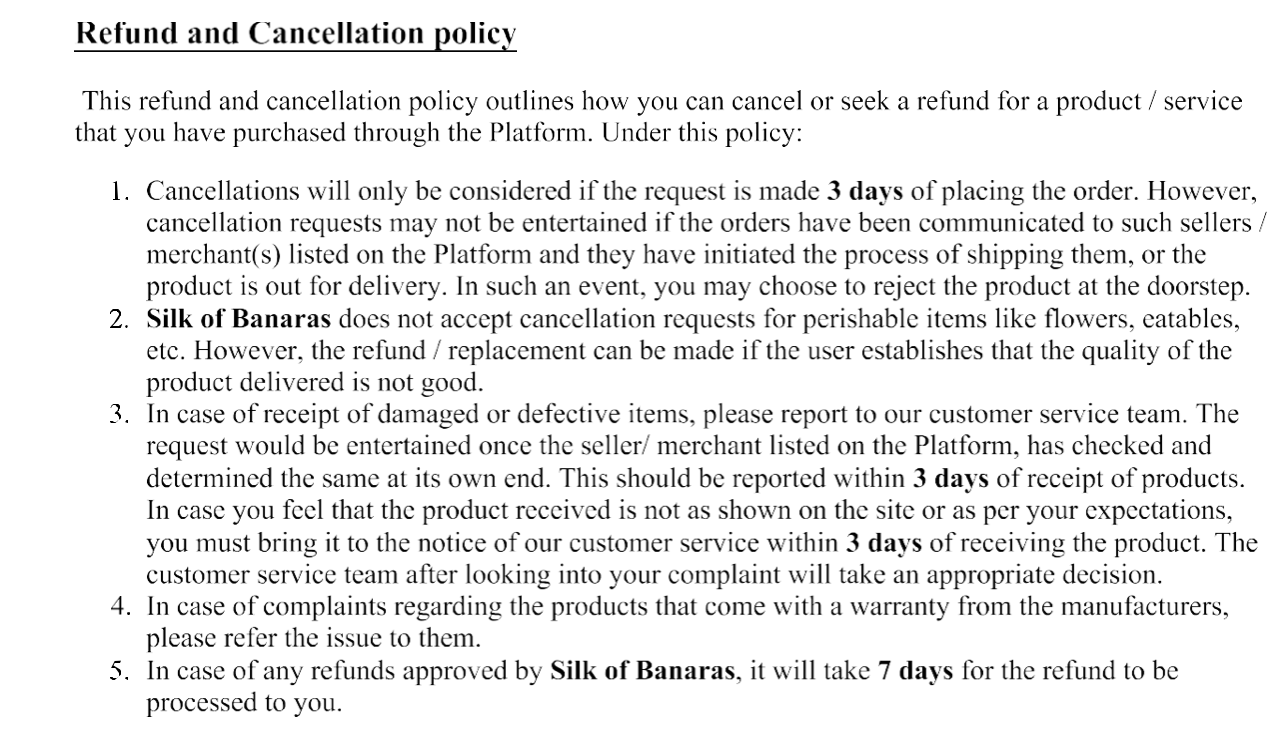 Refund and Cancellation policy
This refund and cancellation policy outlines how you can cancel or seek a refund for a product / service
that you have purchased through the Platform. Under this policy:
1. Cancellations will only be considered if the request is made 3 days of placing the order. However,
cancellation requests may not be entertained if the orders have been communicated to such sellers /
merchant(s) listed on the Platform and they have initiated the process of shipping them, or the
product is out for delivery. In such an event, you may choose to reject the product at the doorstep.
2. Silk of Banaras does not accept cancellation requests for perishable items like flowers, eatables,
etc. However, the refund / replacement can be made if the user establishes that the quality of the
product delivered is not good.
3. In case of receipt of damaged or defective items, please report to our customer service team. The
request would be entertained once the seller/ merchant listed on the Platform, has checked and
determined the same at its own end. This should be reported within 3 days of receipt of products.
In case you feel that the product received is not as shown on the site or as per your expectations,
you must bring it to the notice of our customer service within 3 days of receiving the product. The
customer service team after looking into your complaint will take an appropriate decision.
4. In case of complaints regarding the products that come with a warranty from the manufacturers,
please refer the issue to them.
5. In case of any refunds approved by Silk of Banaras, it will take 7 days for the refund to be
processed to you.